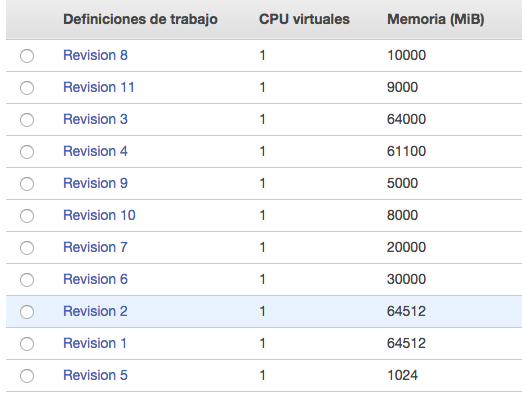 Definiciones de trabajo CPU virtuales Memoria (MiB)
Revision 8 1 10000
Revision 11 1 9000
Revision 3 1 64000
Revision 4 1 61100
Revision 9 1 5000
Revision 10 1 8000
Revision 7 1 20000
Revision 6 1 30000
Revision 2 1 64512
Revision 1 1 64512
Revision 5 1 1024